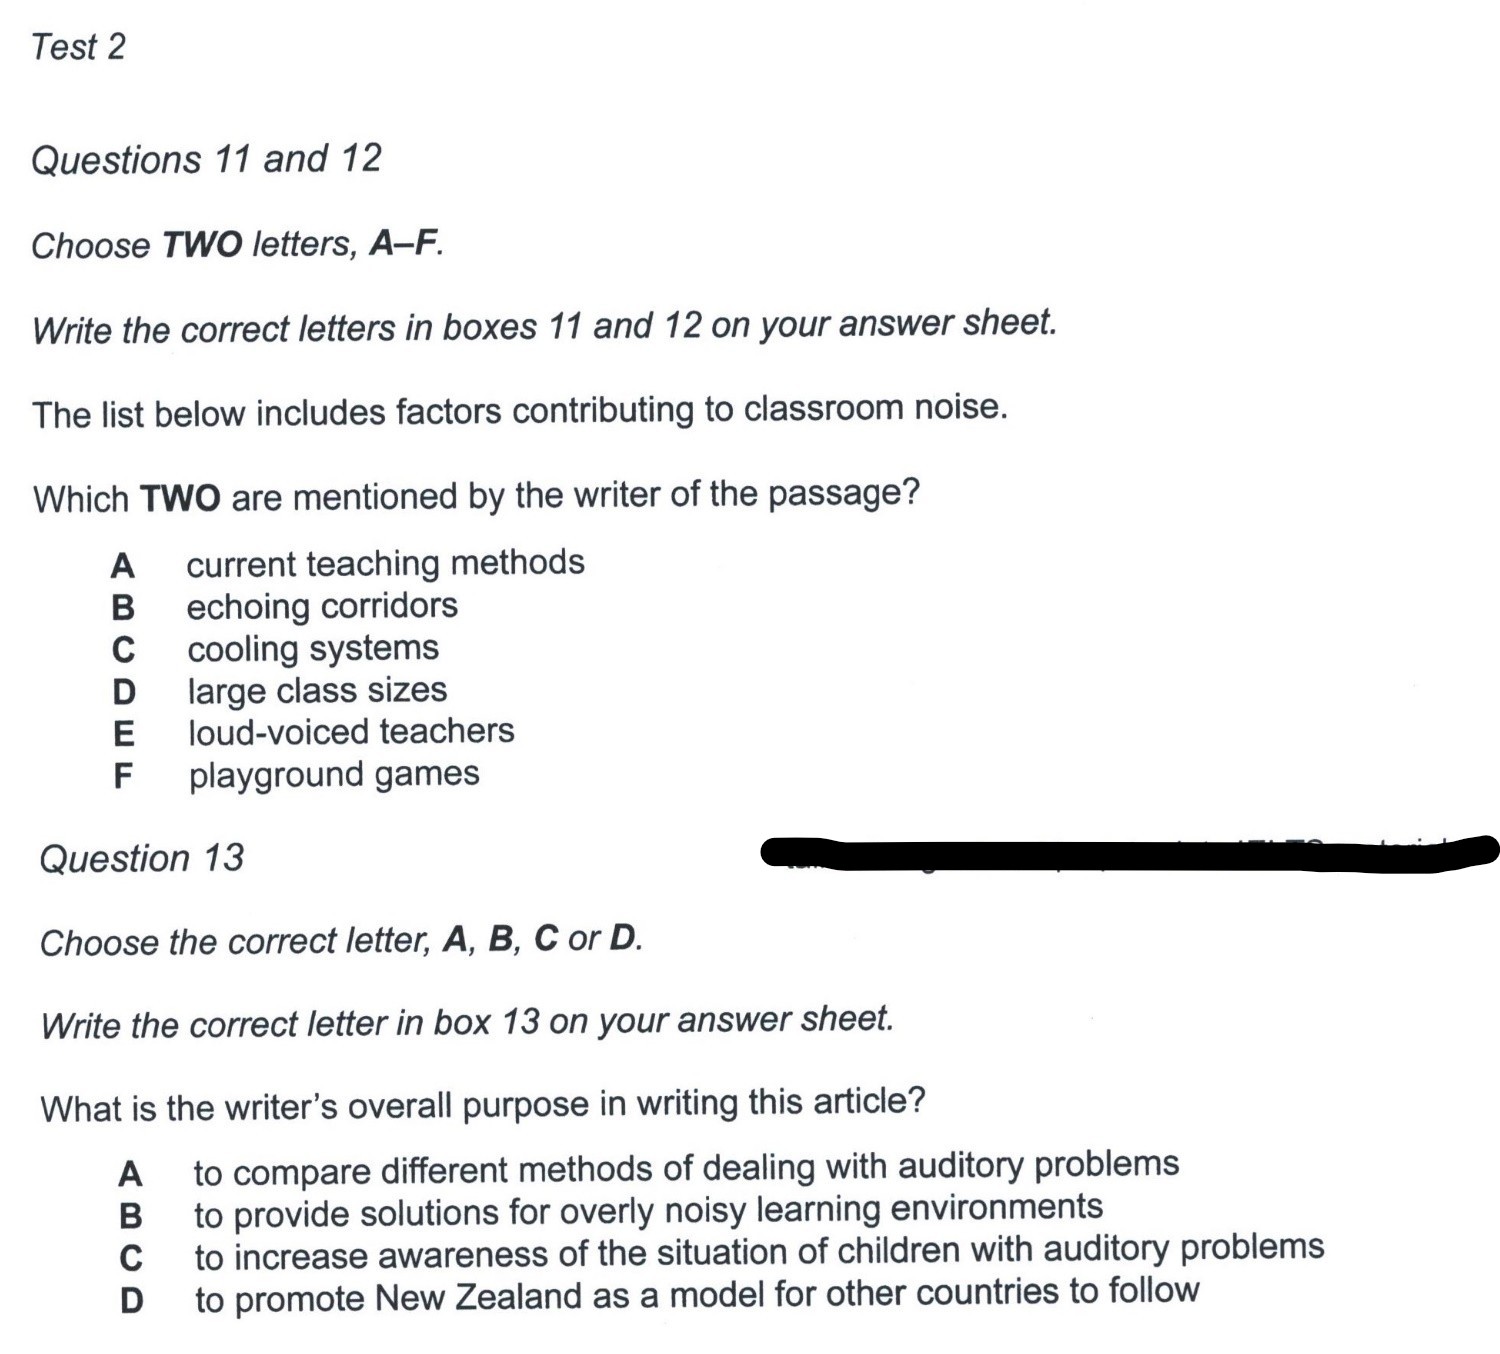 Test 2
Questions 11 and 12
Choose TWO letters, A–F.
Write the correct letters in boxes 11 and 12 on your answer sheet.
The list below includes factors contributing to classroom noise.
Which TWO are mentioned by the writer of the passage?
A current teaching methods
B echoing corridors
C cooling systems
D large class sizes
E loud-voiced teachers
F playground games
Question 13
Choose the correct letter, A, B, C or D.
Write the correct letter in box 13 on your answer sheet.
What is the writer's overall purpose in writing this article?
A to compare different methods of dealing with auditory problems
B to provide solutions for overly noisy learning environments
C to increase awareness of the situation of children with auditory problems
D to promote New Zealand as a model for other countries to follow